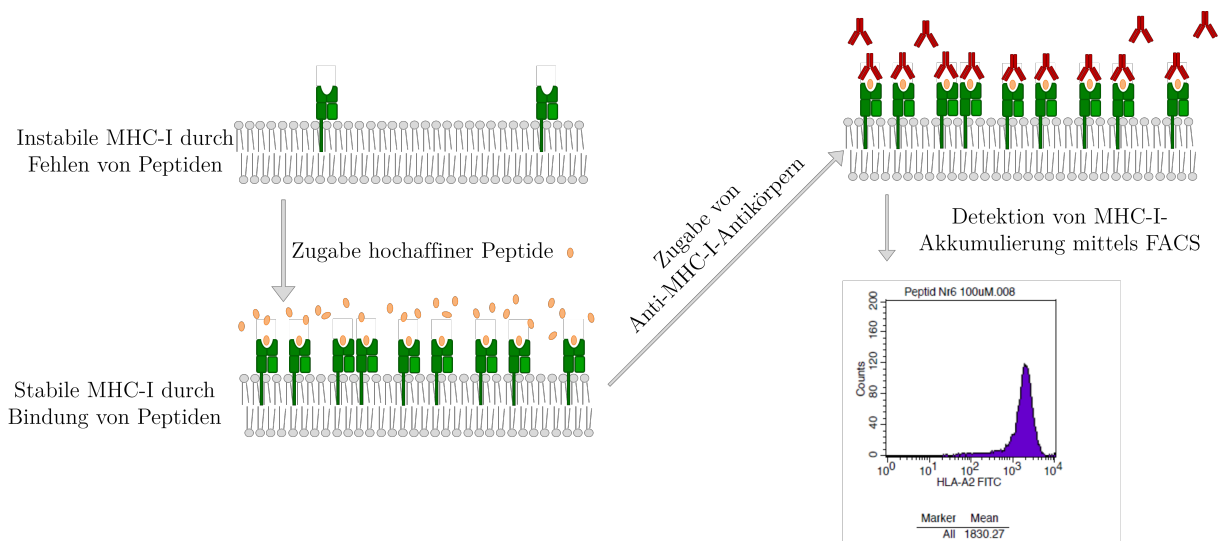 Instabile MHC-I durch
Fehlen von Peptiden
Zugabe hochaffiner Peptide
Stabile MHC-I durch
Bindung von Peptiden
Zugabe von
Anti-MHC-I-Antikörpern
Detektion von MHC-I-
Akkumulierung mittels FACS
Peptid Nr6 100uM.008
200
160
120
80
40
0
Counts
10^0 10^1 10^2 10^3 10^4
HLA-A2 FITC
Marker Mean
All 1830.27